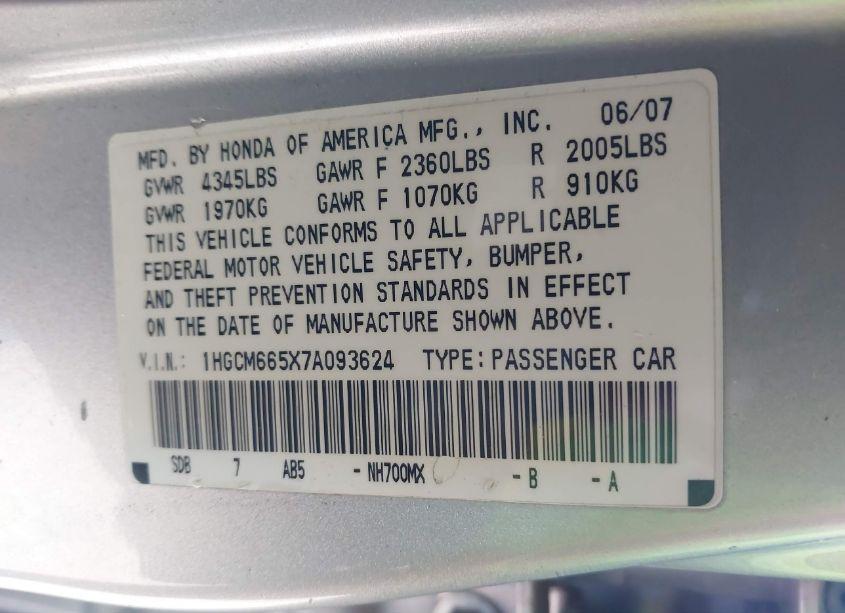 MFD. BY HONDA OF AMERICA MFG., INC. 06/07
GVWR 4345LBS GAWR F 2360LBS R 2005LBS
GVWR 1970KG GAWR F 1070KG R 910KG
THIS VEHICLE CONFORMS TO ALL APPLICABLE
FEDERAL MOTOR VEHICLE SAFETY, BUMPER,
AND THEFT PREVENTION STANDARDS IN EFFECT
ON THE DATE OF MANUFACTURE SHOWN ABOVE.
V.I.N.: 1HGCM665X7A093624 TYPE:PASSENGER CAR
SDB 7 AB5 - NH700MX - B - A